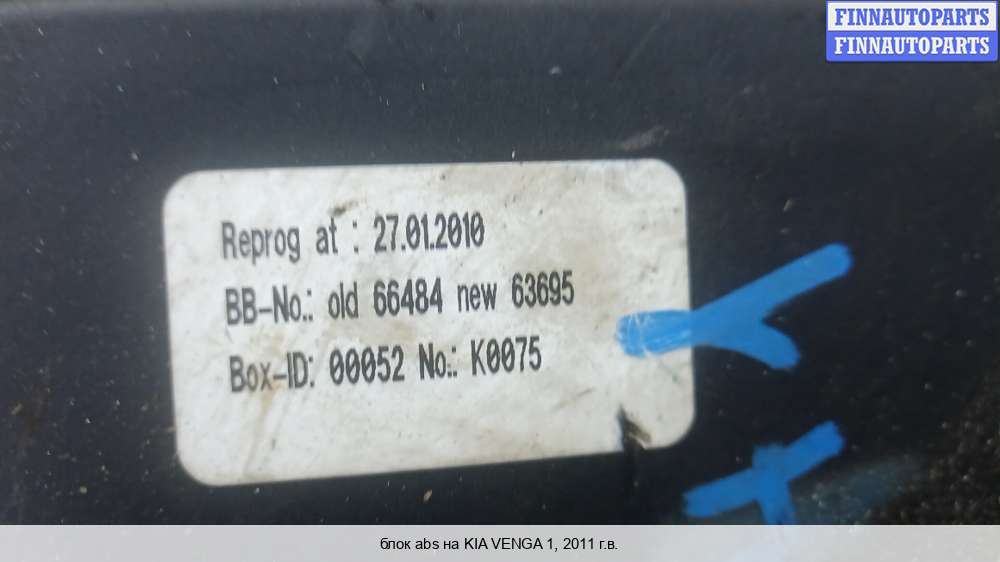 FINNAUTOPARTS
FINNAUTOPARTS
Reprog at : 27.01.2010
BB-No.: old 66484 new 63695
Box-ID: 00052 No.: K0075
блок abs на KIA VENGA 1, 2011 г.в.